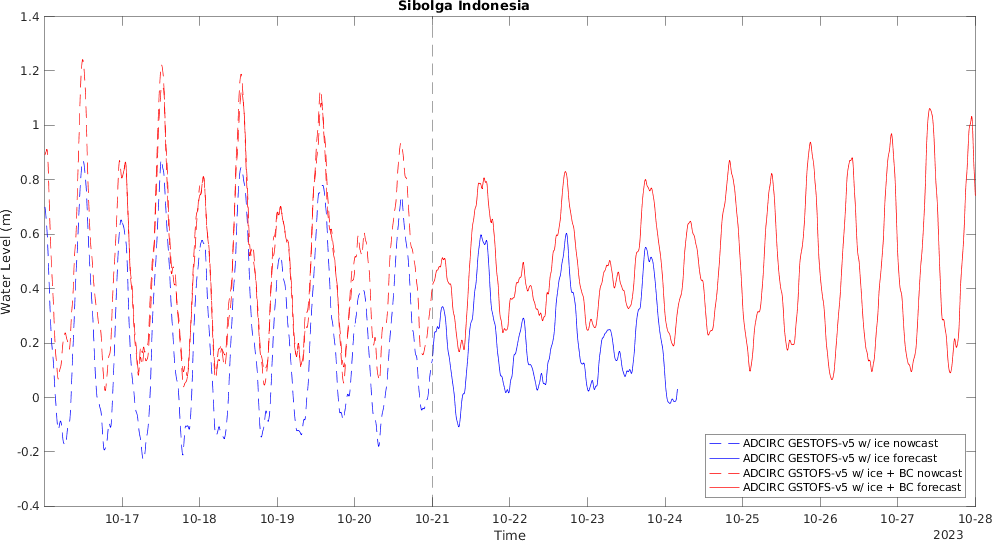 Sibolga Indonesia
Water Level (m)
1.4
1.2
1
0.8
0.6
0.4
0.2
0
-0.2
-0.4
ADCIRC GESTOFS-v5 w/ ice nowcast
ADCIRC GESTOFS-v5 w/ ice forecast
ADCIRC GSTOFS-v5 w/ ice + BC nowcast
ADCIRC GSTOFS-v5 w/ ice + BC forecast
10-17 10-18 10-19 10-20 10-21 10-22 10-23 10-24 10-25 10-26 10-27 10-28
Time
2023